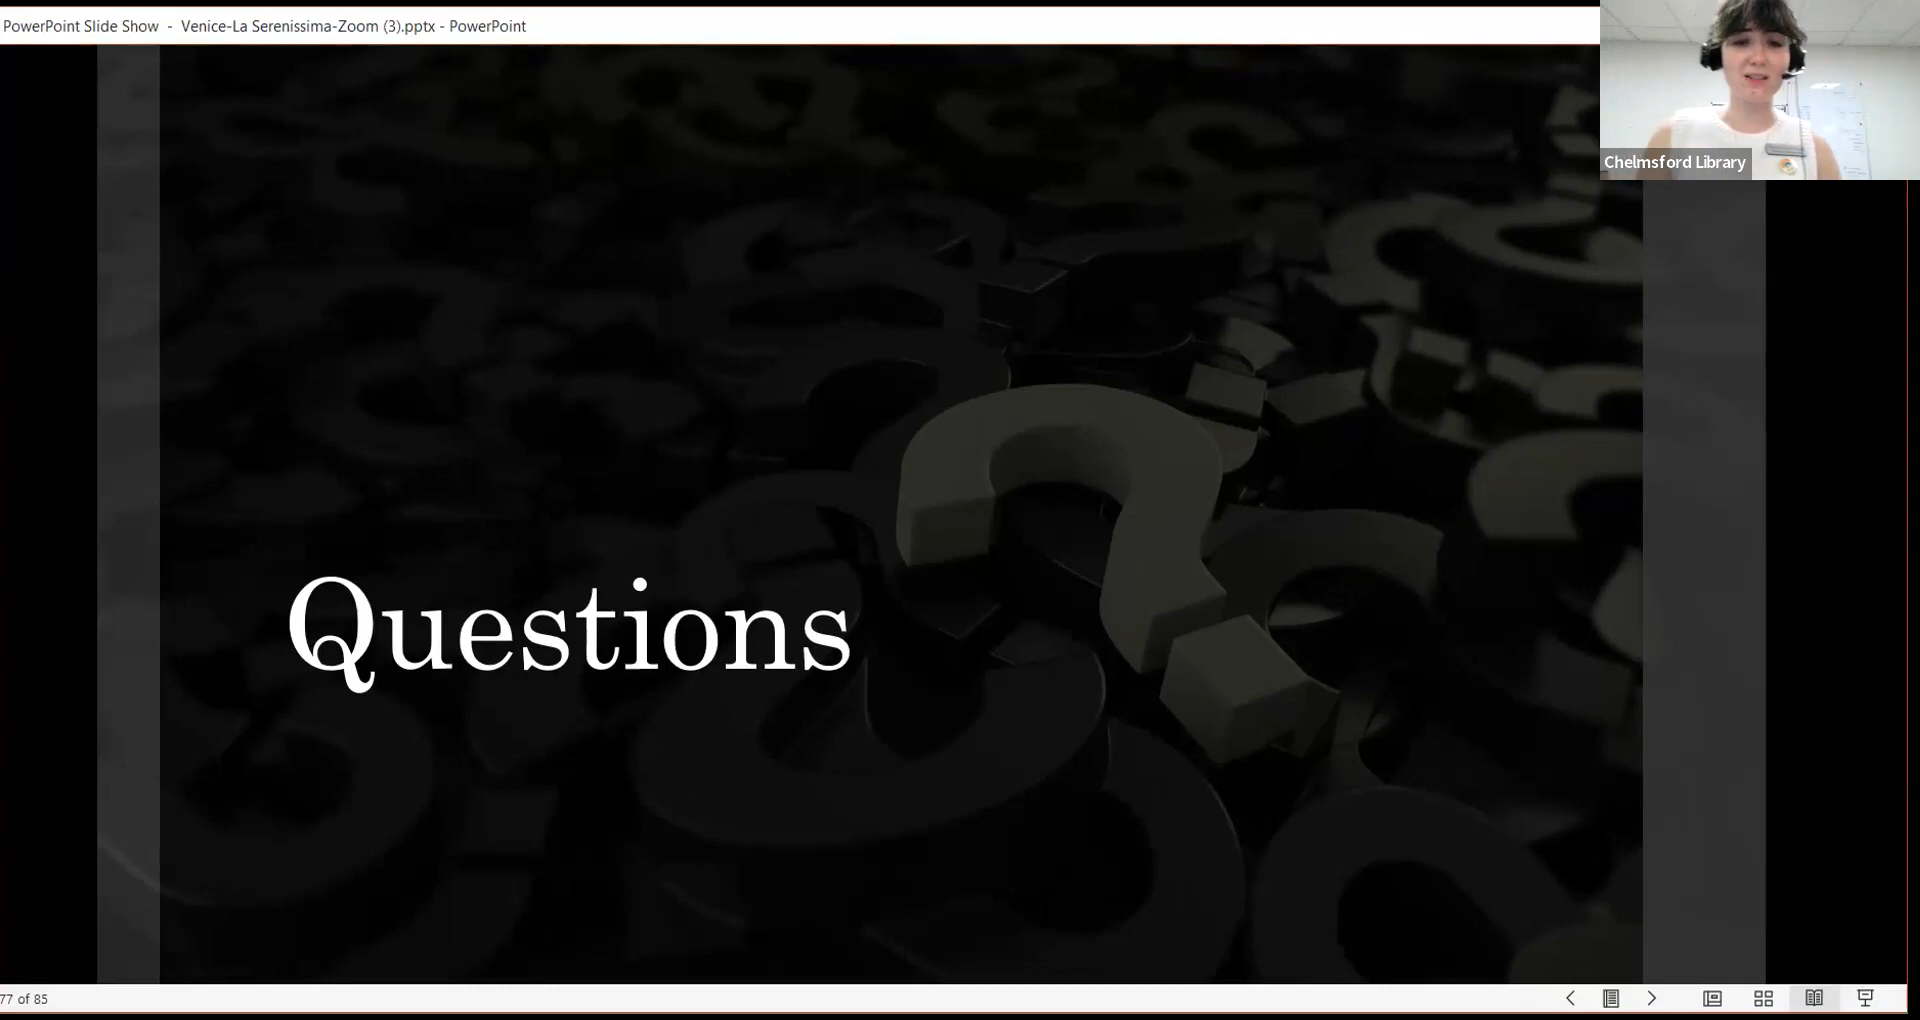 PowerPoint Slide Show - Venice-La Serenissima-Zoom (3).pptx - PowerPoint
Chelmsford Library
Questions
77 of 85